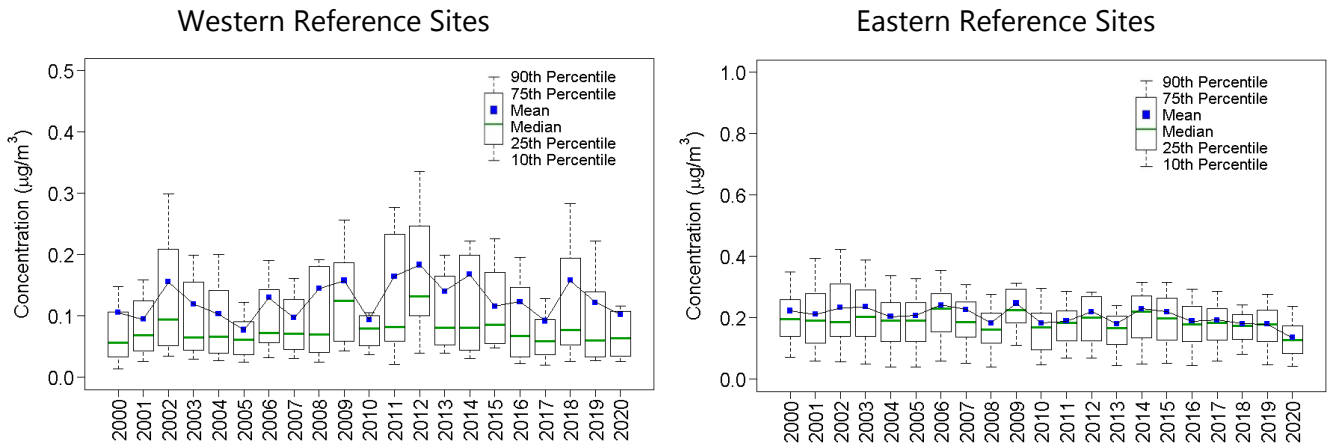 Western Reference Sites
Concentration (µg/m³)
0.5
0.4
0.3
0.2
0.1
0.0
90th Percentile
75th Percentile
Mean
Median
25th Percentile
10th Percentile
2000 2001 2002 2003 2004 2005 2006 2007 2008 2009 2010 2011 2012 2013 2014 2015 2016 2017 2018 2019 2020
Eastern Reference Sites
Concentration (µg/m³)
1.0
0.8
0.6
0.4
0.2
0.0
90th Percentile
75th Percentile
Mean
Median
25th Percentile
10th Percentile
2000 2001 2002 2003 2004 2005 2006 2007 2008 2009 2010 2011 2012 2013 2014 2015 2016 2017 2018 2019 2020